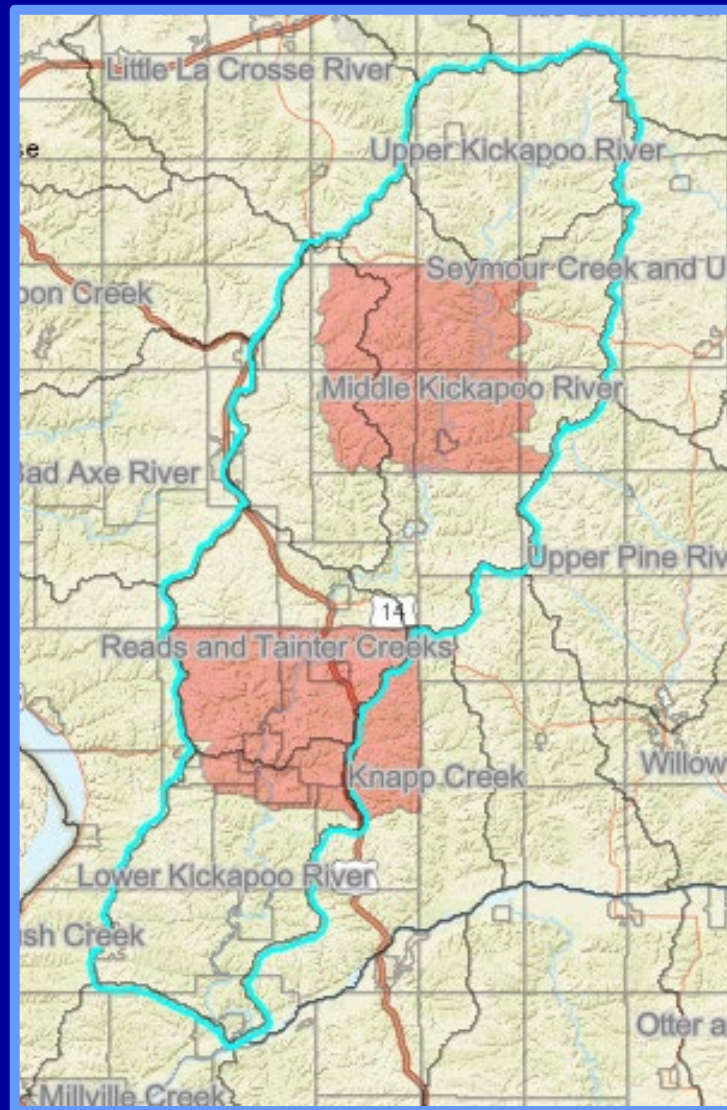 Little La Crosse River
se
Upper Kickapoo River
Seymour Creek and U
oon Creek
Middle Kickapoo River
Bad Axe River
Upper Pine Riv
14
Reads and Tainter Creeks
Knapp Creek
Willow
Lower Kickapoo River
ush Creek
Otter a
Millville Creek